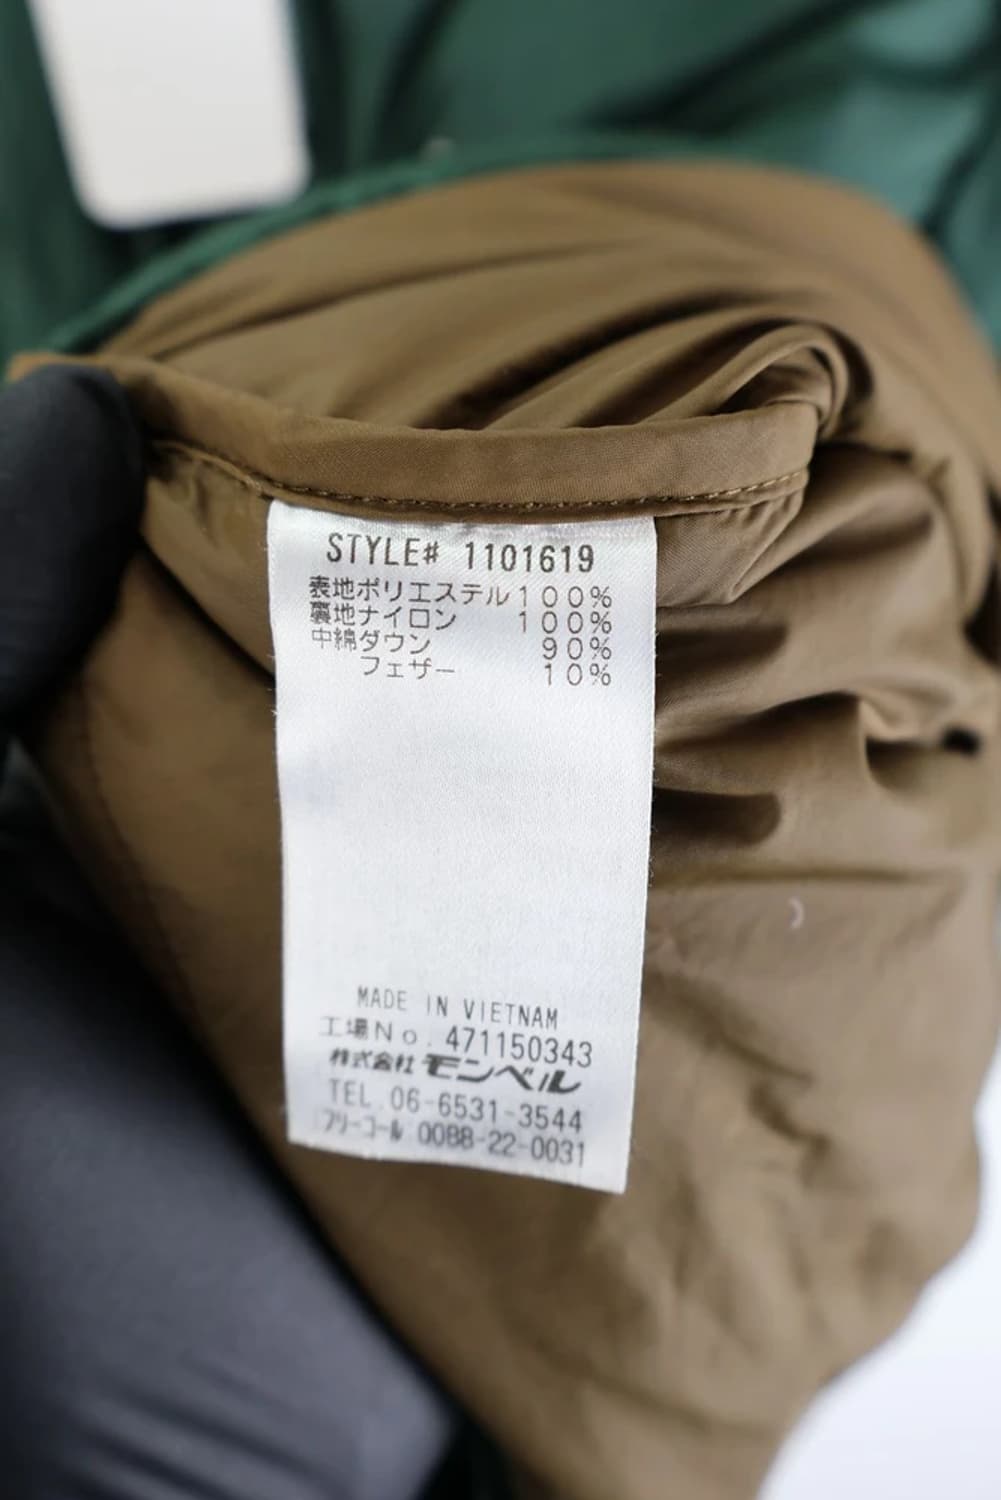 STYLE# 1101619
表地ポリエステル100%
裏地ナイロン 100%
中綿ダウン 90%
フェザー 10%
MADE IN VIETNAM
工場No. 471150343
株式会社モンベル
TEL.06-6531-3544
フリーコール 0088-22-0031